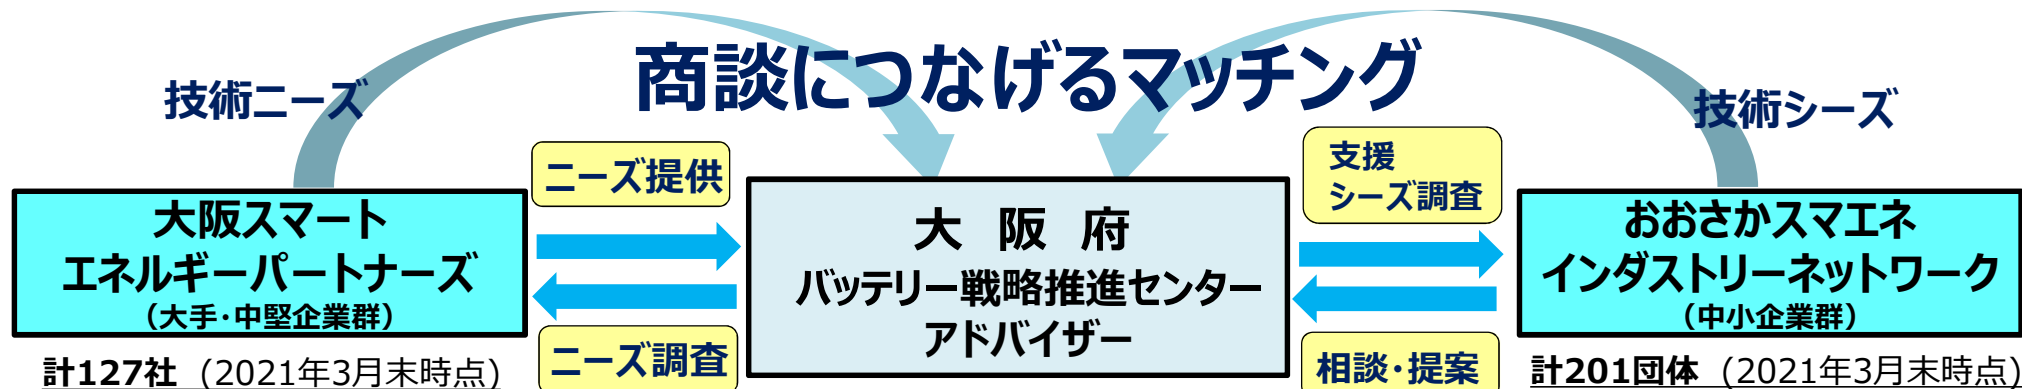 商談につなげるマッチング
技術ニーズ
技術シーズ
ニーズ提供
支援
シーズ調査
大阪スマート
エネルギーパートナーズ
（大手・中堅企業群）
大 阪 府
バッテリー戦略推進センター
アドバイザー
おおさかスマエネ
インダストリーネットワーク
（中小企業群）
ニーズ調査
相談・提案
計127社 (2021年3月末時点)
計201団体 (2021年3月末時点)